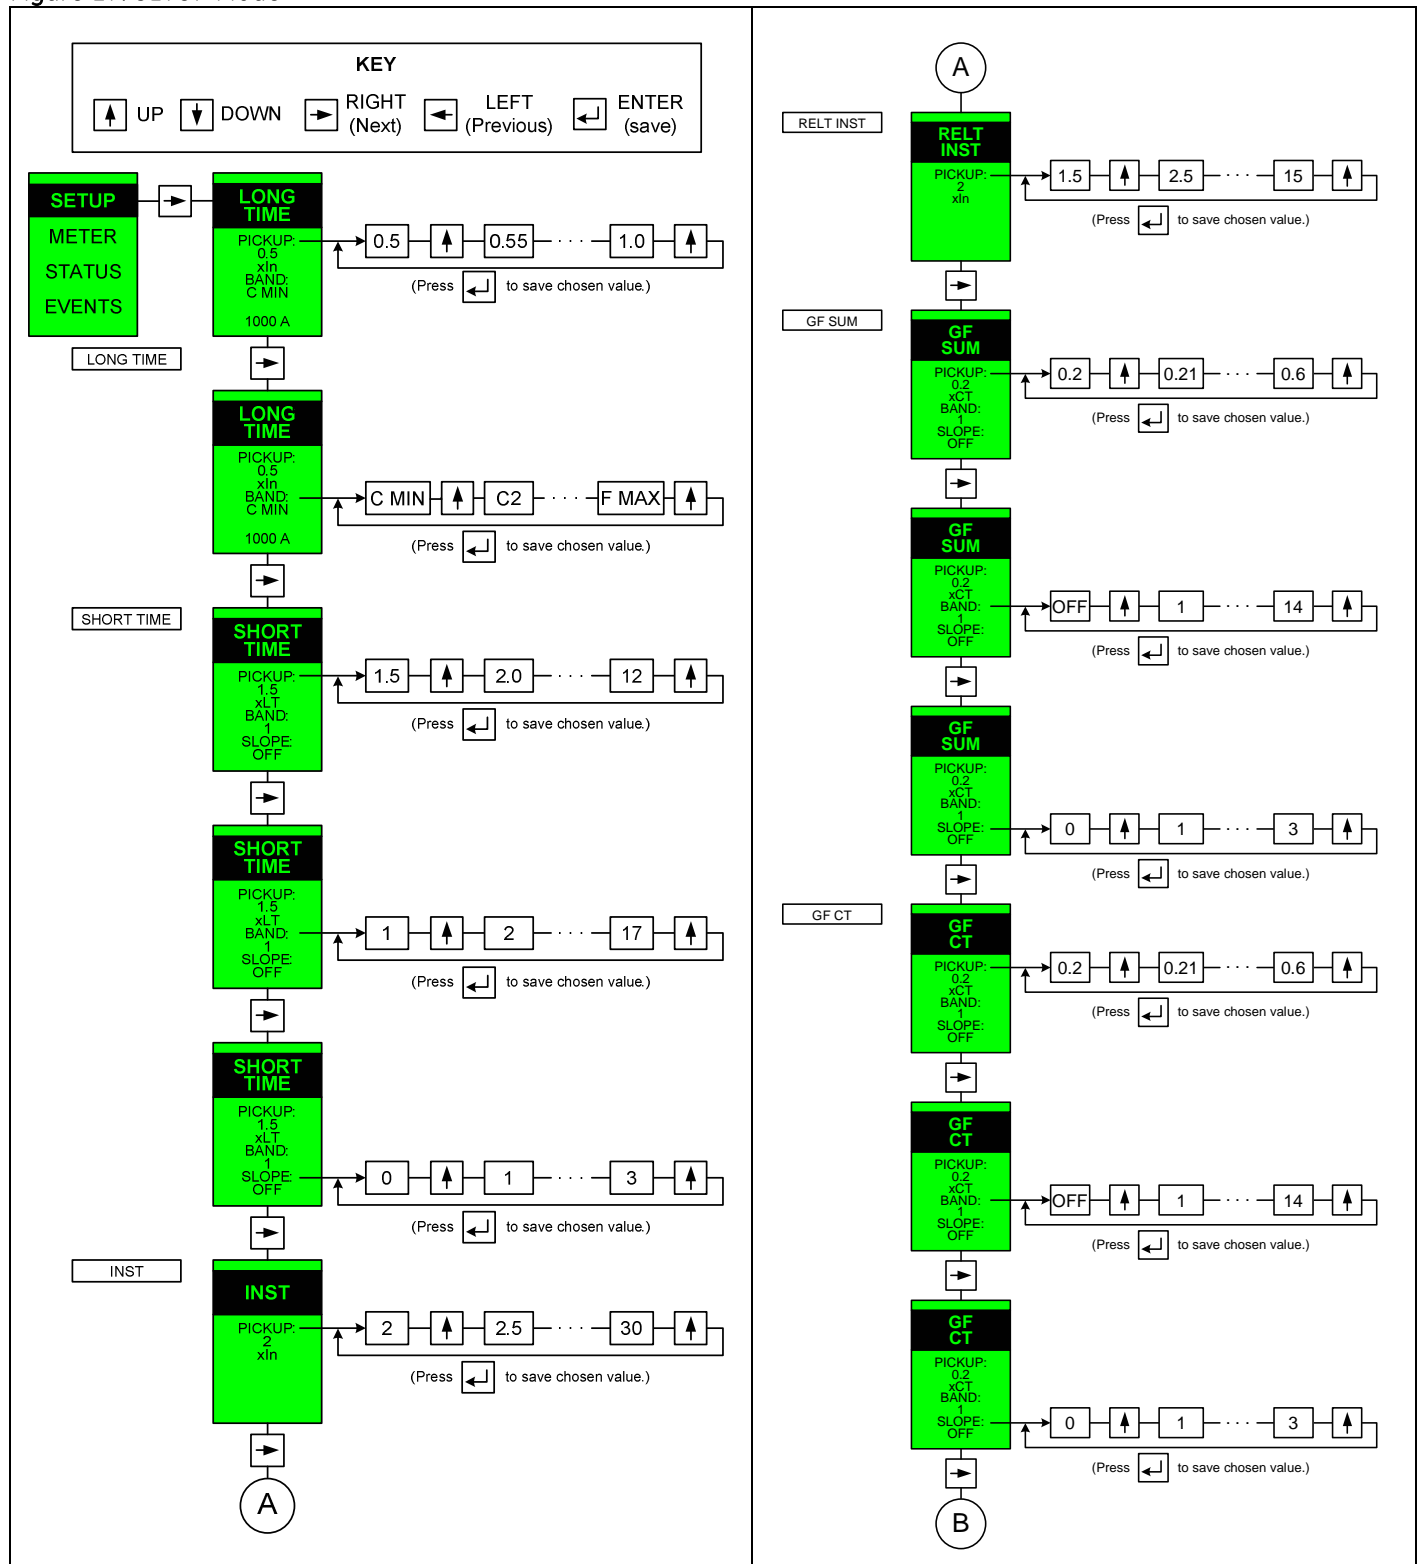 KEY
UP
DOWN
RIGHT
(Next)
LEFT
(Previous)
ENTER
(save)
SETUP
METER
STATUS
EVENTS
LONG
TIME
PICKUP:
0.5
xIn
BAND:
C MIN
1000 A
0.5
0.55
. . .
1.0
(Press
to save chosen value.)
LONG TIME
LONG
TIME
PICKUP:
0.5
xIn
BAND:
C MIN
1000 A
C MIN
C2
. . .
F MAX
(Press
to save chosen value.)
SHORT TIME
SHORT
TIME
PICKUP:
1.5
xLT
BAND:
1
SLOPE:
OFF
1.5
2.0
. . .
12
(Press
to save chosen value.)
SHORT
TIME
PICKUP:
1.5
xLT
BAND:
1
SLOPE:
OFF
1
2
. . .
17
(Press
to save chosen value.)
SHORT
TIME
PICKUP:
1.5
xLT
BAND:
1
SLOPE:
OFF
0
1
. . .
3
(Press
to save chosen value.)
INST
INST
PICKUP:
2
xIn
2
2.5
. . .
30
(Press
to save chosen value.)
A
A
RELT INST
RELT
INST
PICKUP:
2
xIn
1.5
2.5
. . .
15
(Press
to save chosen value.)
GF SUM
GF
SUM
PICKUP:
0.2
xCT
BAND:
1
SLOPE:
OFF
0.2
0.21
. . .
0.6
(Press
to save chosen value.)
GF
SUM
PICKUP:
0.2
xCT
BAND:
1
SLOPE:
OFF
OFF
1
. . .
14
(Press
to save chosen value.)
GF
SUM
PICKUP:
0.2
xCT
BAND:
1
SLOPE:
OFF
0
1
. . .
3
(Press
to save chosen value.)
GF CT
GF
CT
PICKUP:
0.2
xCT
BAND:
1
SLOPE:
OFF
0.2
0.21
. . .
0.6
(Press
to save chosen value.)
GF
CT
PICKUP:
0.2
xCT
BAND:
1
SLOPE:
OFF
OFF
1
. . .
14
(Press
to save chosen value.)
GF
CT
PICKUP:
0.2
xCT
BAND:
1
SLOPE:
OFF
0
1
. . .
3
(Press
to save chosen value.)
B